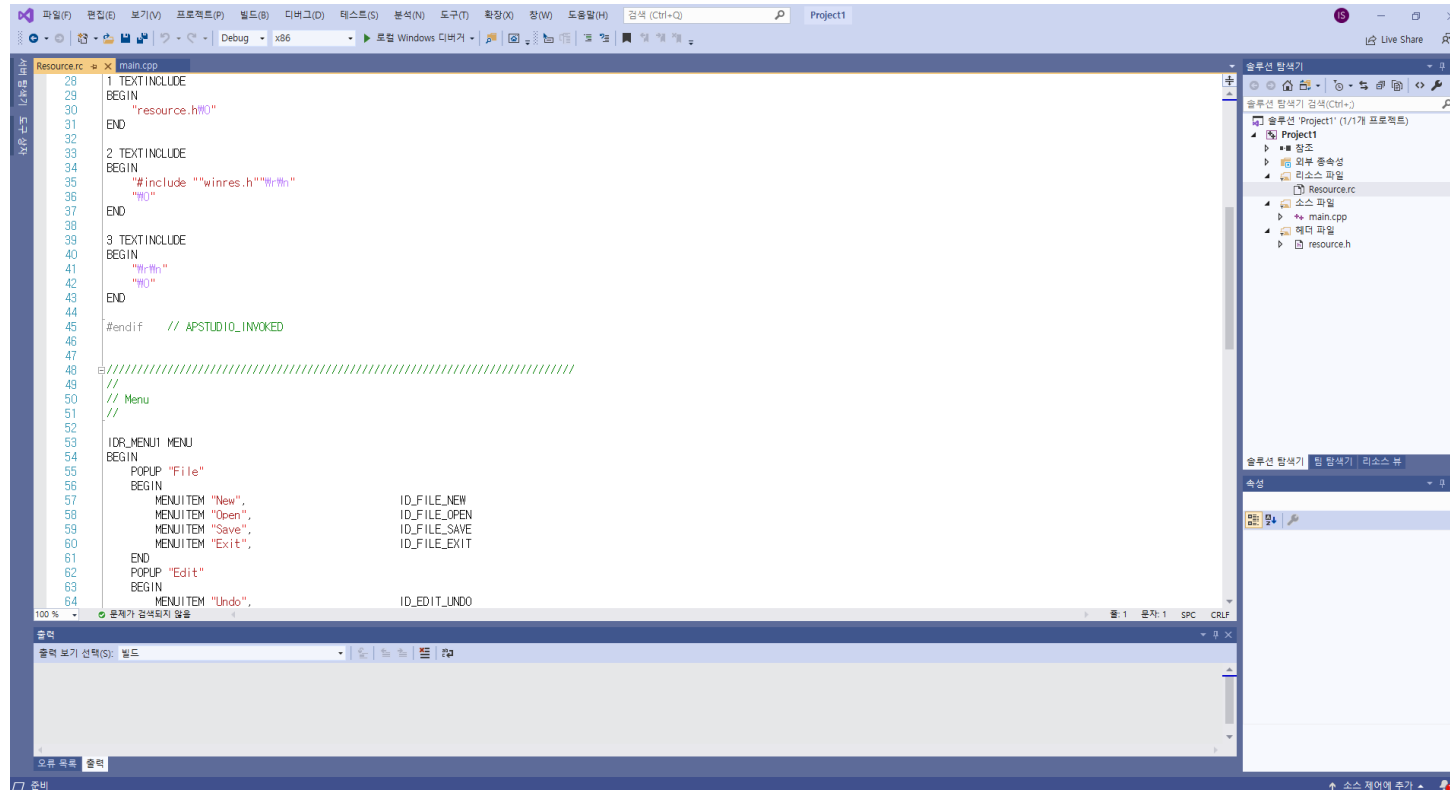 파일(F) 편집(E) 보기(V) 프로젝트(P) 빌드(B) 디버그(D) 테스트(S) 분석(N) 도구(T) 확장(X) 창(W) 도움말(H) 검색 (Ctrl+Q) Project1 IS
Debug x86 로컬 Windows 디버거 Live Share
서버 탐색기
도구 상자
Resource.rc main.cpp
28 1 TEXTINCLUDE
29 BEGIN
30 "resource.h₩0"
31 END
32
33 2 TEXTINCLUDE
34 BEGIN
35 "#include ""winres.h""₩r₩n"
36 "₩0"
37 END
38
39 3 TEXTINCLUDE
40 BEGIN
41 "₩r₩n"
42 "₩0"
43 END
44
45 #endif // APSTUDIO_INVOKED
46
47
48 /////////////////////////////////////////////////////////////////////////////
49 //
50 // Menu
51 //
52
53 IDR_MENU1 MENU
54 BEGIN
55 POPUP "File"
56 BEGIN
57 MENUITEM "New", ID_FILE_NEW
58 MENUITEM "Open", ID_FILE_OPEN
59 MENUITEM "Save", ID_FILE_SAVE
60 MENUITEM "Exit", ID_FILE_EXIT
61 END
62 POPUP "Edit"
63 BEGIN
64 MENUITEM "Undo", ID_EDIT_UNDO
100 % 문제가 검색되지 않음 줄: 1 문자: 1 SPC CRLF
출력
출력 보기 선택(S): 빌드
오류 목록 출력
준비
솔루션 탐색기
솔루션 탐색기 검색(Ctrl+;)
솔루션 'Project1' (1/1개 프로젝트)
Project1
참조
외부 종속성
리소스 파일
Resource.rc
소스 파일
main.cpp
헤더 파일
resource.h
솔루션 탐색기 팀 탐색기 리소스 뷰
속성
소스 제어에 추가